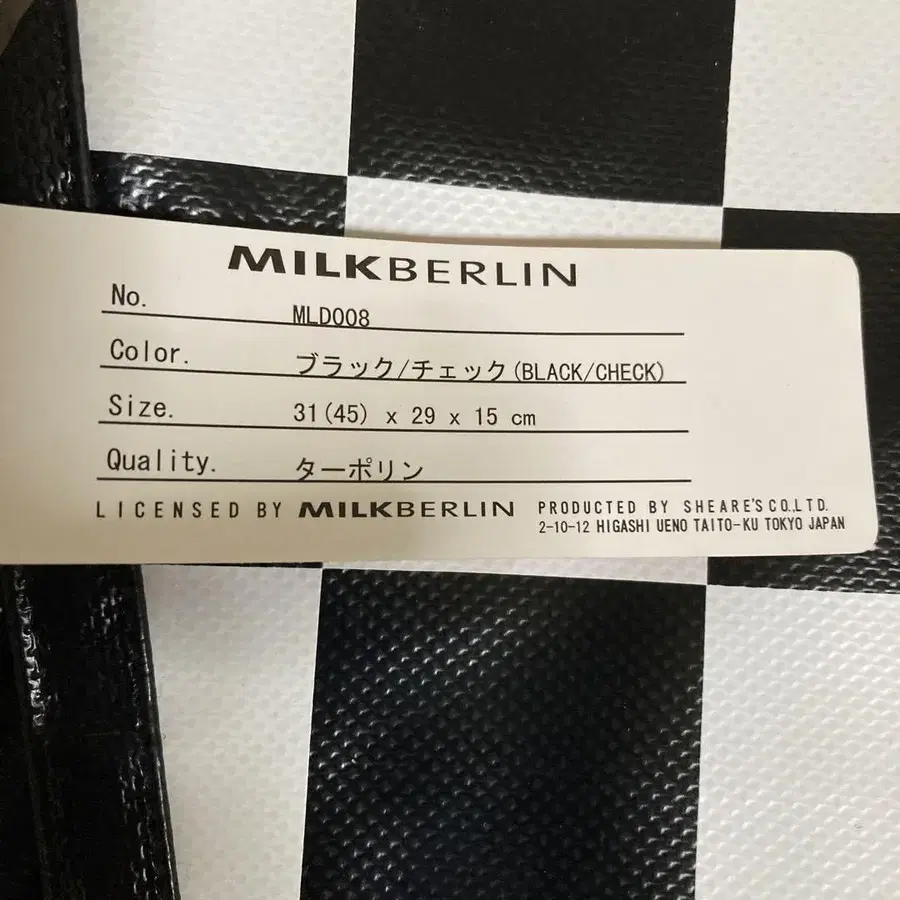 MILKBERLIN
No. MLD008
Color. ブラック/チェック(BLACK/CHECK)
Size. 31(45) x 29 x 15 cm
Quality. ターポリン
LICENSED BY MILKBERLIN PRODUCTED BY SHEARE'S CO.,LTD.
2-10-12 HIGASHI UENO TAITO-KU TOKYO JAPAN